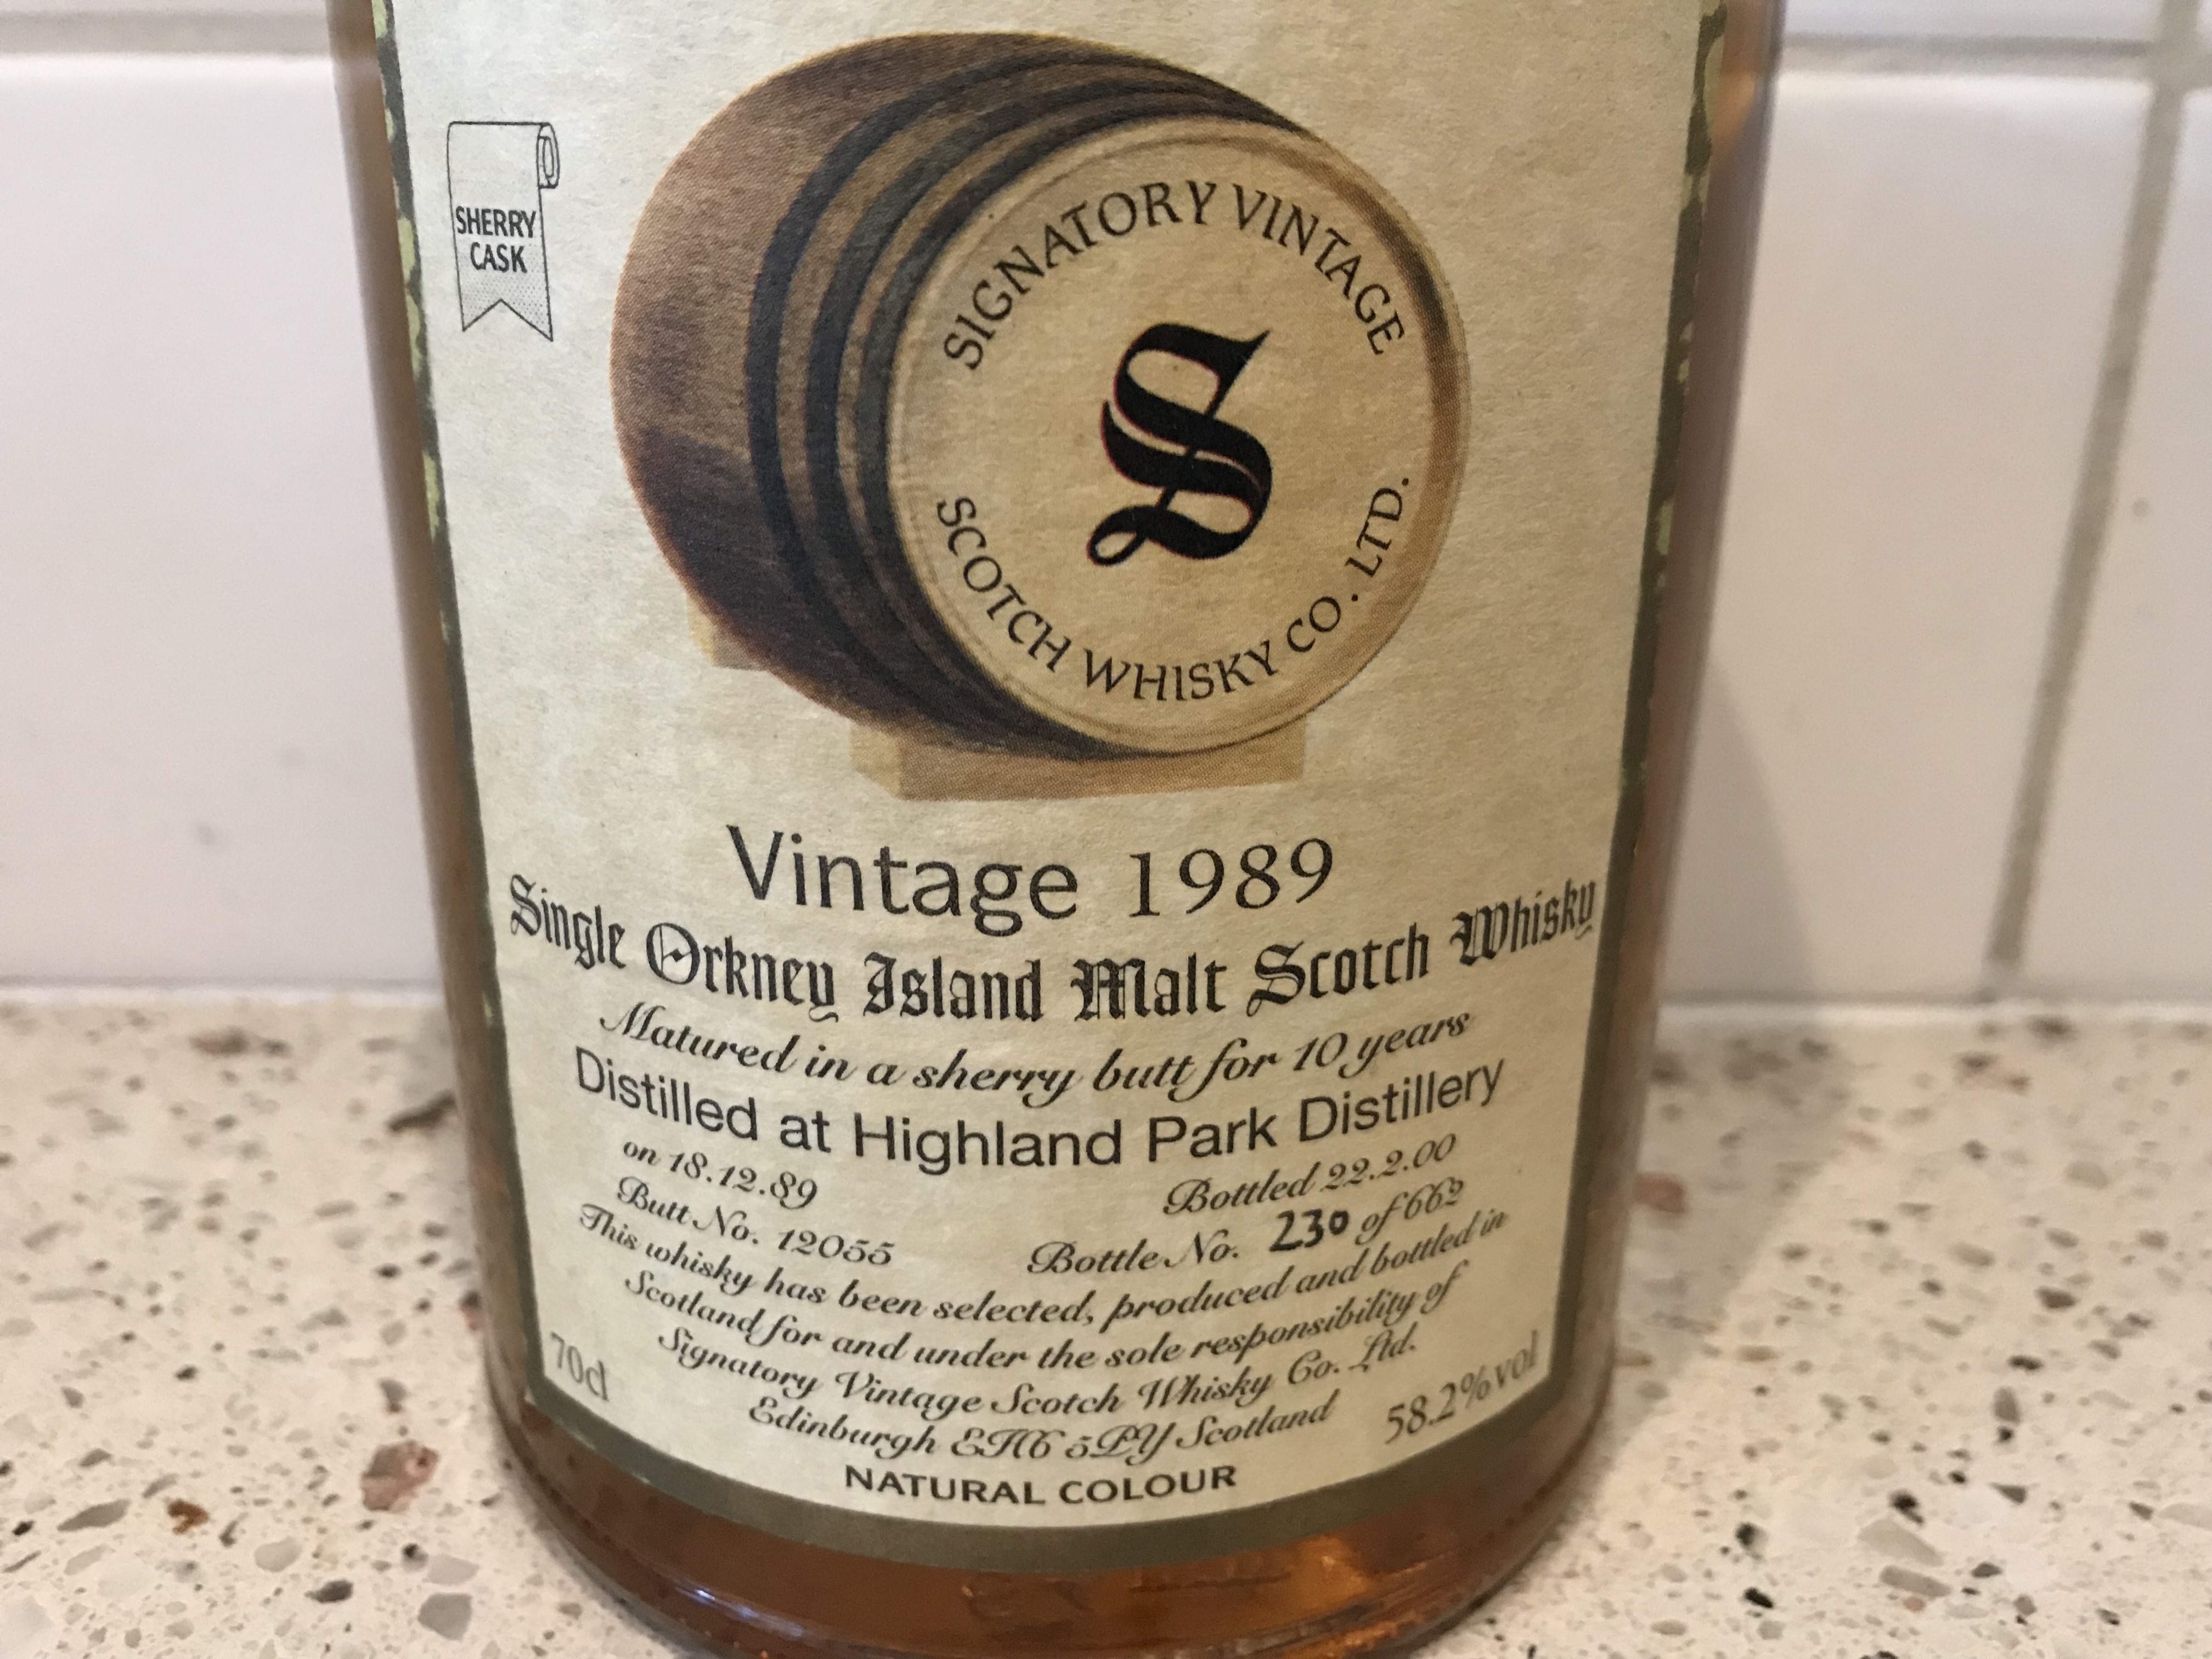 SHERRY
CASK
SIGNATORY VINTAGE
S
SCOTCH WHISKY CO. LTD.
Vintage 1989
Single Orkney Island Malt Scotch Whisky
Matured in a sherry butt for 10 years
Distilled at Highland Park Distillery
on 18.12.89
Bottled 22.2.00
Butt No. 12055
Bottle No. 230 of 662
This whisky has been selected, produced and bottled in
Scotland for and under the sole responsibility of
Signatory Vintage Scotch Whisky Co. Ltd.
Edinburgh EH6 5PY Scotland
70cl
58.2%vol
NATURAL COLOUR